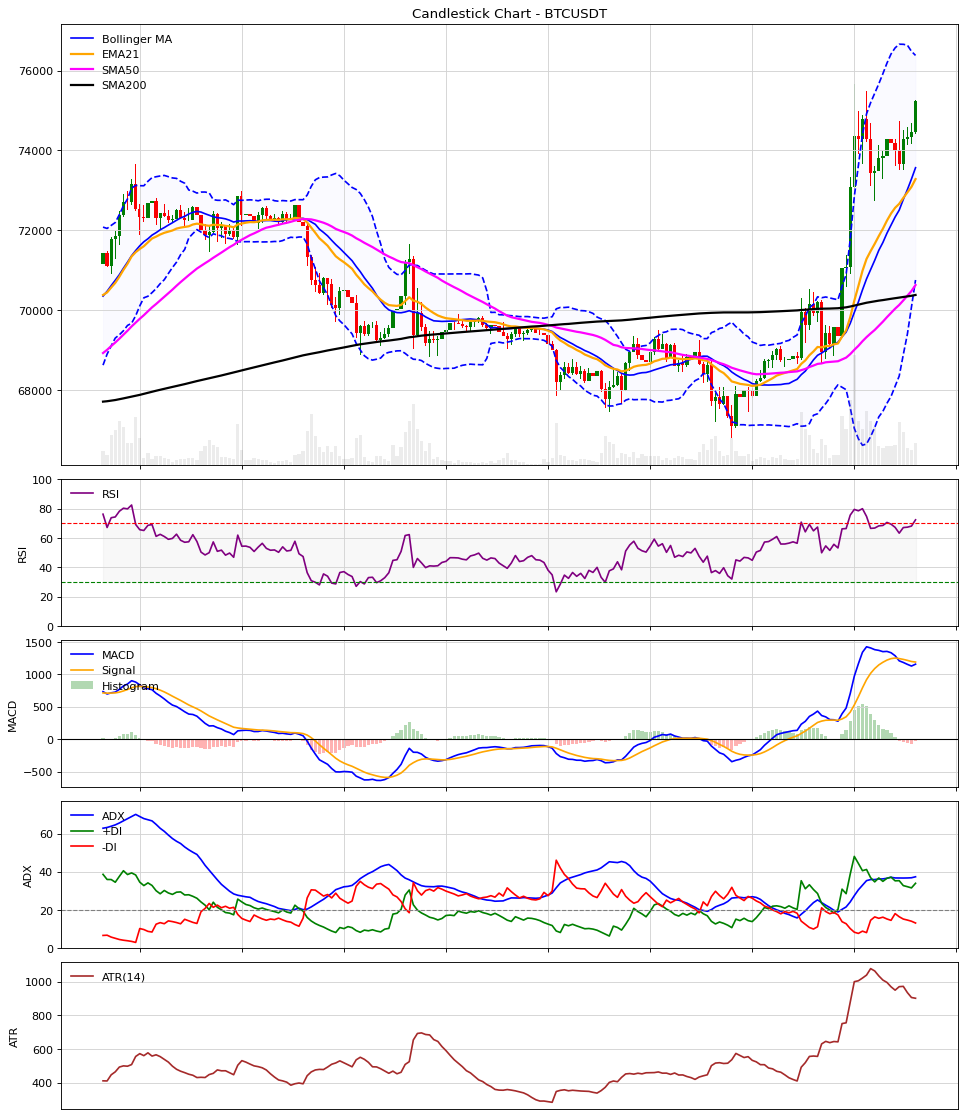 Candlestick Chart - BTCUSDT
Bollinger MA
EMA21
SMA50
SMA200
76000
74000
72000
70000
68000
RSI
RSI
100
80
60
40
20
0
MACD
Signal
Histogram
MACD
1500
1000
500
0
−500
ADX
+DI
-DI
ADX
60
40
20
0
ATR(14)
ATR
1000
800
600
400